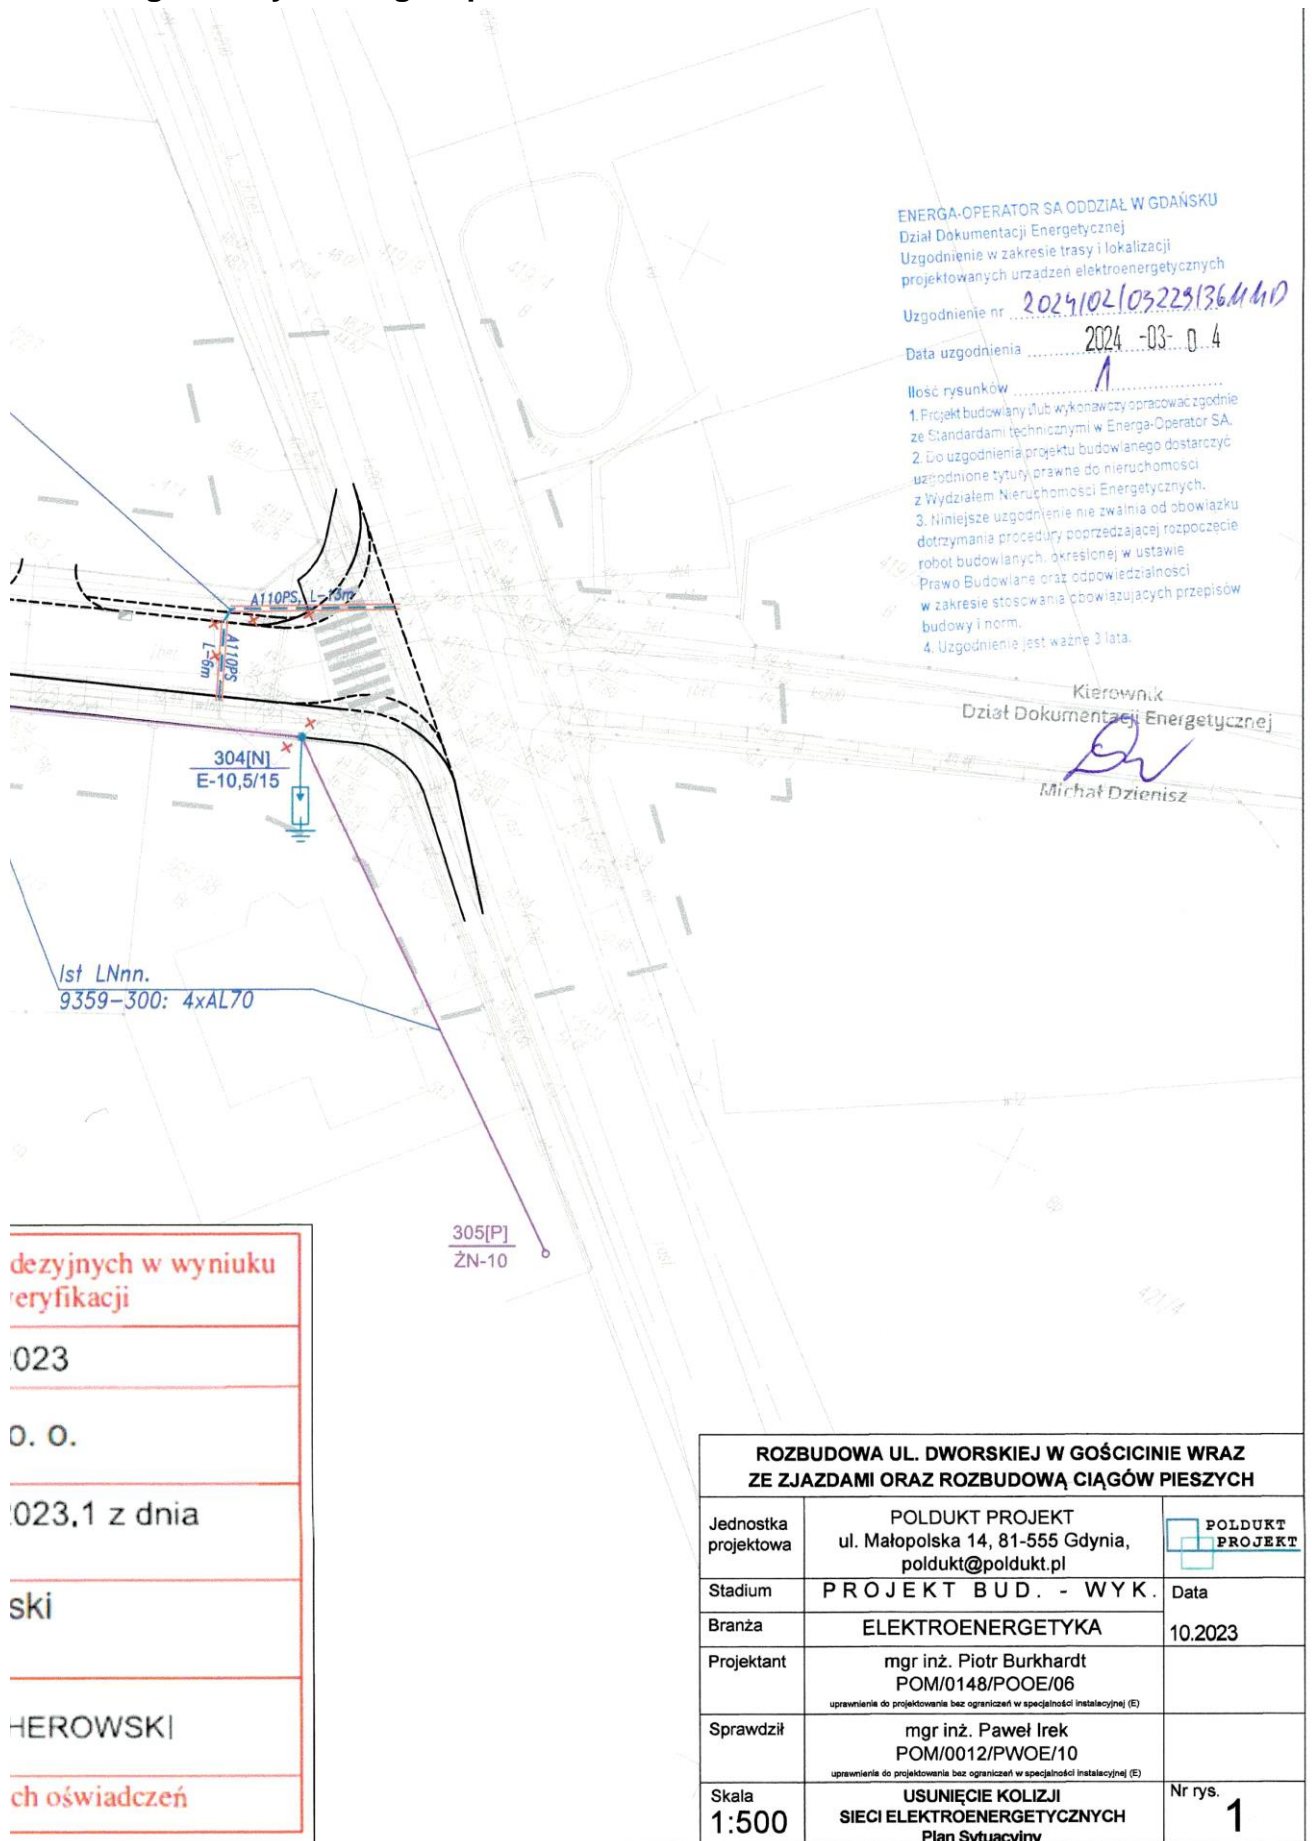 ENERGA-OPERATOR SA ODDZIAŁ W GDAŃSKU
Dział Dokumentacji Energetycznej
Uzgodnienie w zakresie trasy i lokalizacji
projektowanych urządzeń elektroenergetycznych
Uzgodnienie nr
Data uzgodnienia 2024 -03- 0 4
Ilość rysunków 1
1. Projekt budowlany i/lub wykonawczy opracować zgodnie
ze Standardami technicznymi w Energa-Operator SA.
2. Do uzgodnienia projektu budowlanego dostarczyć
uzgodnione tytuły prawne do nieruchomości
z Wydziałem Nieruchomości Energetycznych.
3. Niniejsze uzgodnienie nie zwalnia od obowiązku
dotrzymania procedury poprzedzającej rozpoczęcie
robót budowlanych, określonej w ustawie
Prawo Budowlane oraz odpowiedzialności
w zakresie stosowania obowiązujących przepisów
budowy i norm.
4. Uzgodnienie jest ważne 3 lata.
Kierownik
Dział Dokumentacji Energetycznej
Michał Dzienisz
A110PS, L-13m
A110PS
L-6m
304[N]
E-10,5/15
Ist LNnn.
9359-300: 4xAL70
305[P]
ŻN-10
421/4
dezyjnych w wyniuku
eryfikacji
023
o. o.
023,1 z dnia
ski
HEROWSKI
ch oświadczeń
ROZBUDOWA UL. DWORSKIEJ W GOŚCICINIE WRAZ
ZE ZJAZDAMI ORAZ ROZBUDOWĄ CIĄGÓW PIESZYCH
Jednostka
projektowa
POLDUKT PROJEKT
ul. Małopolska 14, 81-555 Gdynia,
poldukt@poldukt.pl
POLDUKT
PROJEKT
Stadium
PROJEKT BUD. - WYK.
Data
10.2023
Branża
ELEKTROENERGETYKA
Projektant
mgr inż. Piotr Burkhardt
POM/0148/POOE/06
uprawnienia do projektowania bez ograniczeń w specjalności instalacyjnej (E)
Sprawdził
mgr inż. Paweł Irek
POM/0012/PWOE/10
uprawnienia do projektowania bez ograniczeń w specjalności instalacyjnej (E)
Skala
1:500
USUNIĘCIE KOLIZJI
SIECI ELEKTROENERGETYCZNYCH
Plan Sytuacyjny
Nr rys.
1